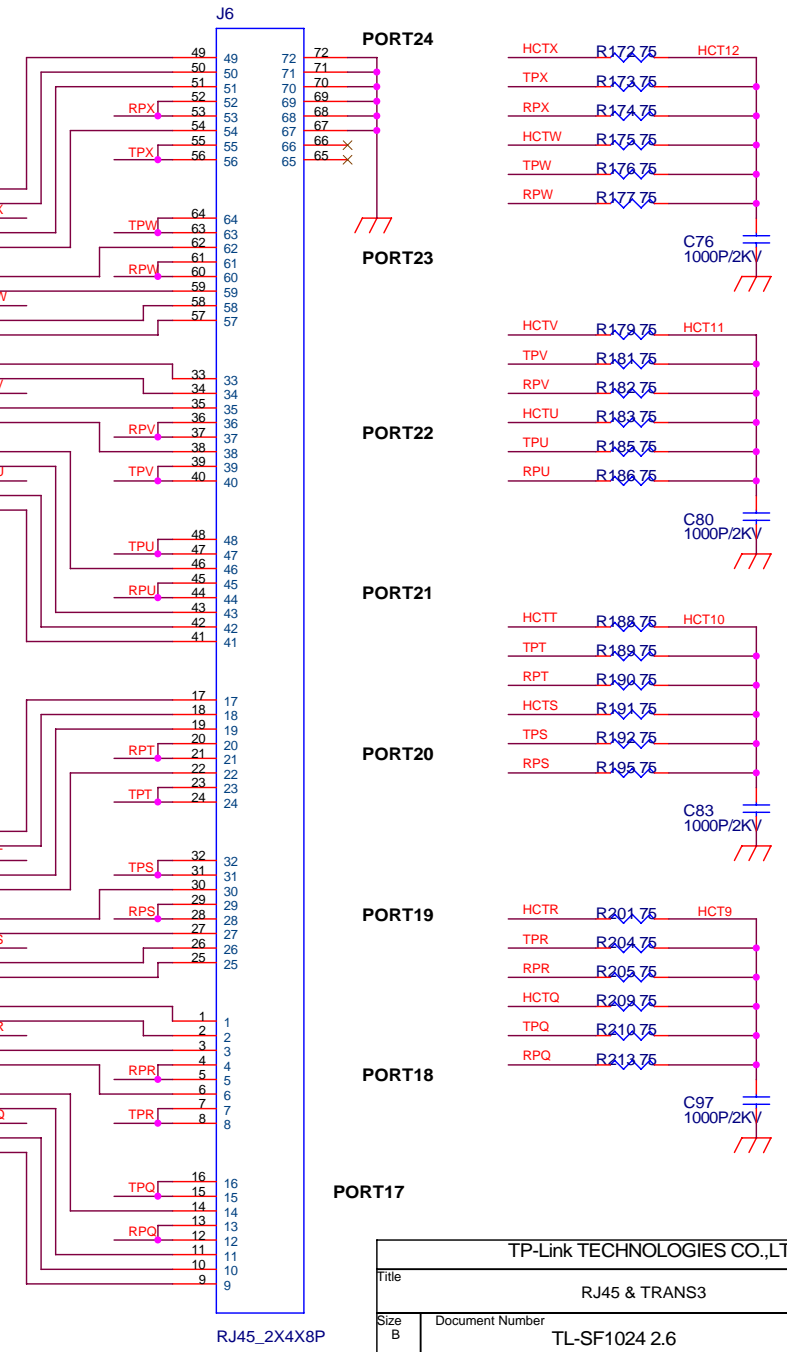 J6
PORT24
49 49 72 72
50 50 71 71
51 51 70 70
52 52 69 69
RPX 53 53 68 68
54 54 67 67
55 55 66 66
TPX 56 56 65 65
X
64 64
TPW 63 63
62 62
61 61
RPW 60 60
59 59
W
58 58
57 57
PORT23
33 33
34 34
V
35 35
36 36
RPV 37 37
38 38
39 39
TPV 40 40
U
PORT22
48 48
TPU 47 47
46 46
45 45
RPU 44 44
43 43
42 42
41 41
PORT21
17 17
18 18
19 19
20 20
RPT 21 21
22 22
23 23
TPT 24 24
PORT20
32 32
TPS 31 31
30 30
29 29
RPS 28 28
27 27
S
26 26
25 25
PORT19
1 1
2 2
R
3 3
4 4
RPR 5 5
6 6
7 7
TPR 8 8
Q
PORT18
16 16
TPQ 15 15
14 14
13 13
RPQ 12 12
11 11
10 10
9 9
PORT17
RJ45_2X4X8P
HCTX R172 75 HCT12
TPX R173 75
RPX R174 75
HCTW R175 75
TPW R176 75
RPW R177 75
C76
1000P/2KV
HCTV R179 75 HCT11
TPV R181 75
RPV R182 75
HCTU R183 75
TPU R185 75
RPU R186 75
C80
1000P/2KV
HCTT R188 75 HCT10
TPT R189 75
RPT R190 75
HCTS R191 75
TPS R192 75
RPS R195 75
C83
1000P/2KV
HCTR R201 75 HCT9
TPR R204 75
RPR R205 75
HCTQ R209 75
TPQ R210 75
RPQ R213 75
C97
1000P/2KV
TP-Link TECHNOLOGIES CO.,LT
Title
RJ45 & TRANS3
Size Document Number
B TL-SF1024 2.6